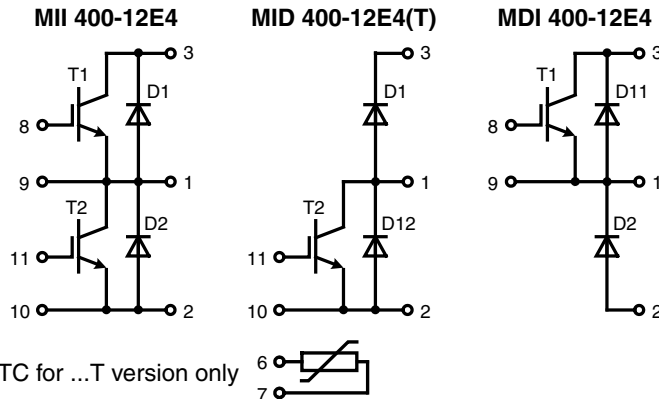 MII 400-12E4 MID 400-12E4(T) MDI 400-12E4
3 3 3
T1 D1 D1 T1 D11
8 8
9 1 1 9 1
T2 D2 T2 D12 D2
11 11
10 2 10 2 2
TC for ...T version only 6
7